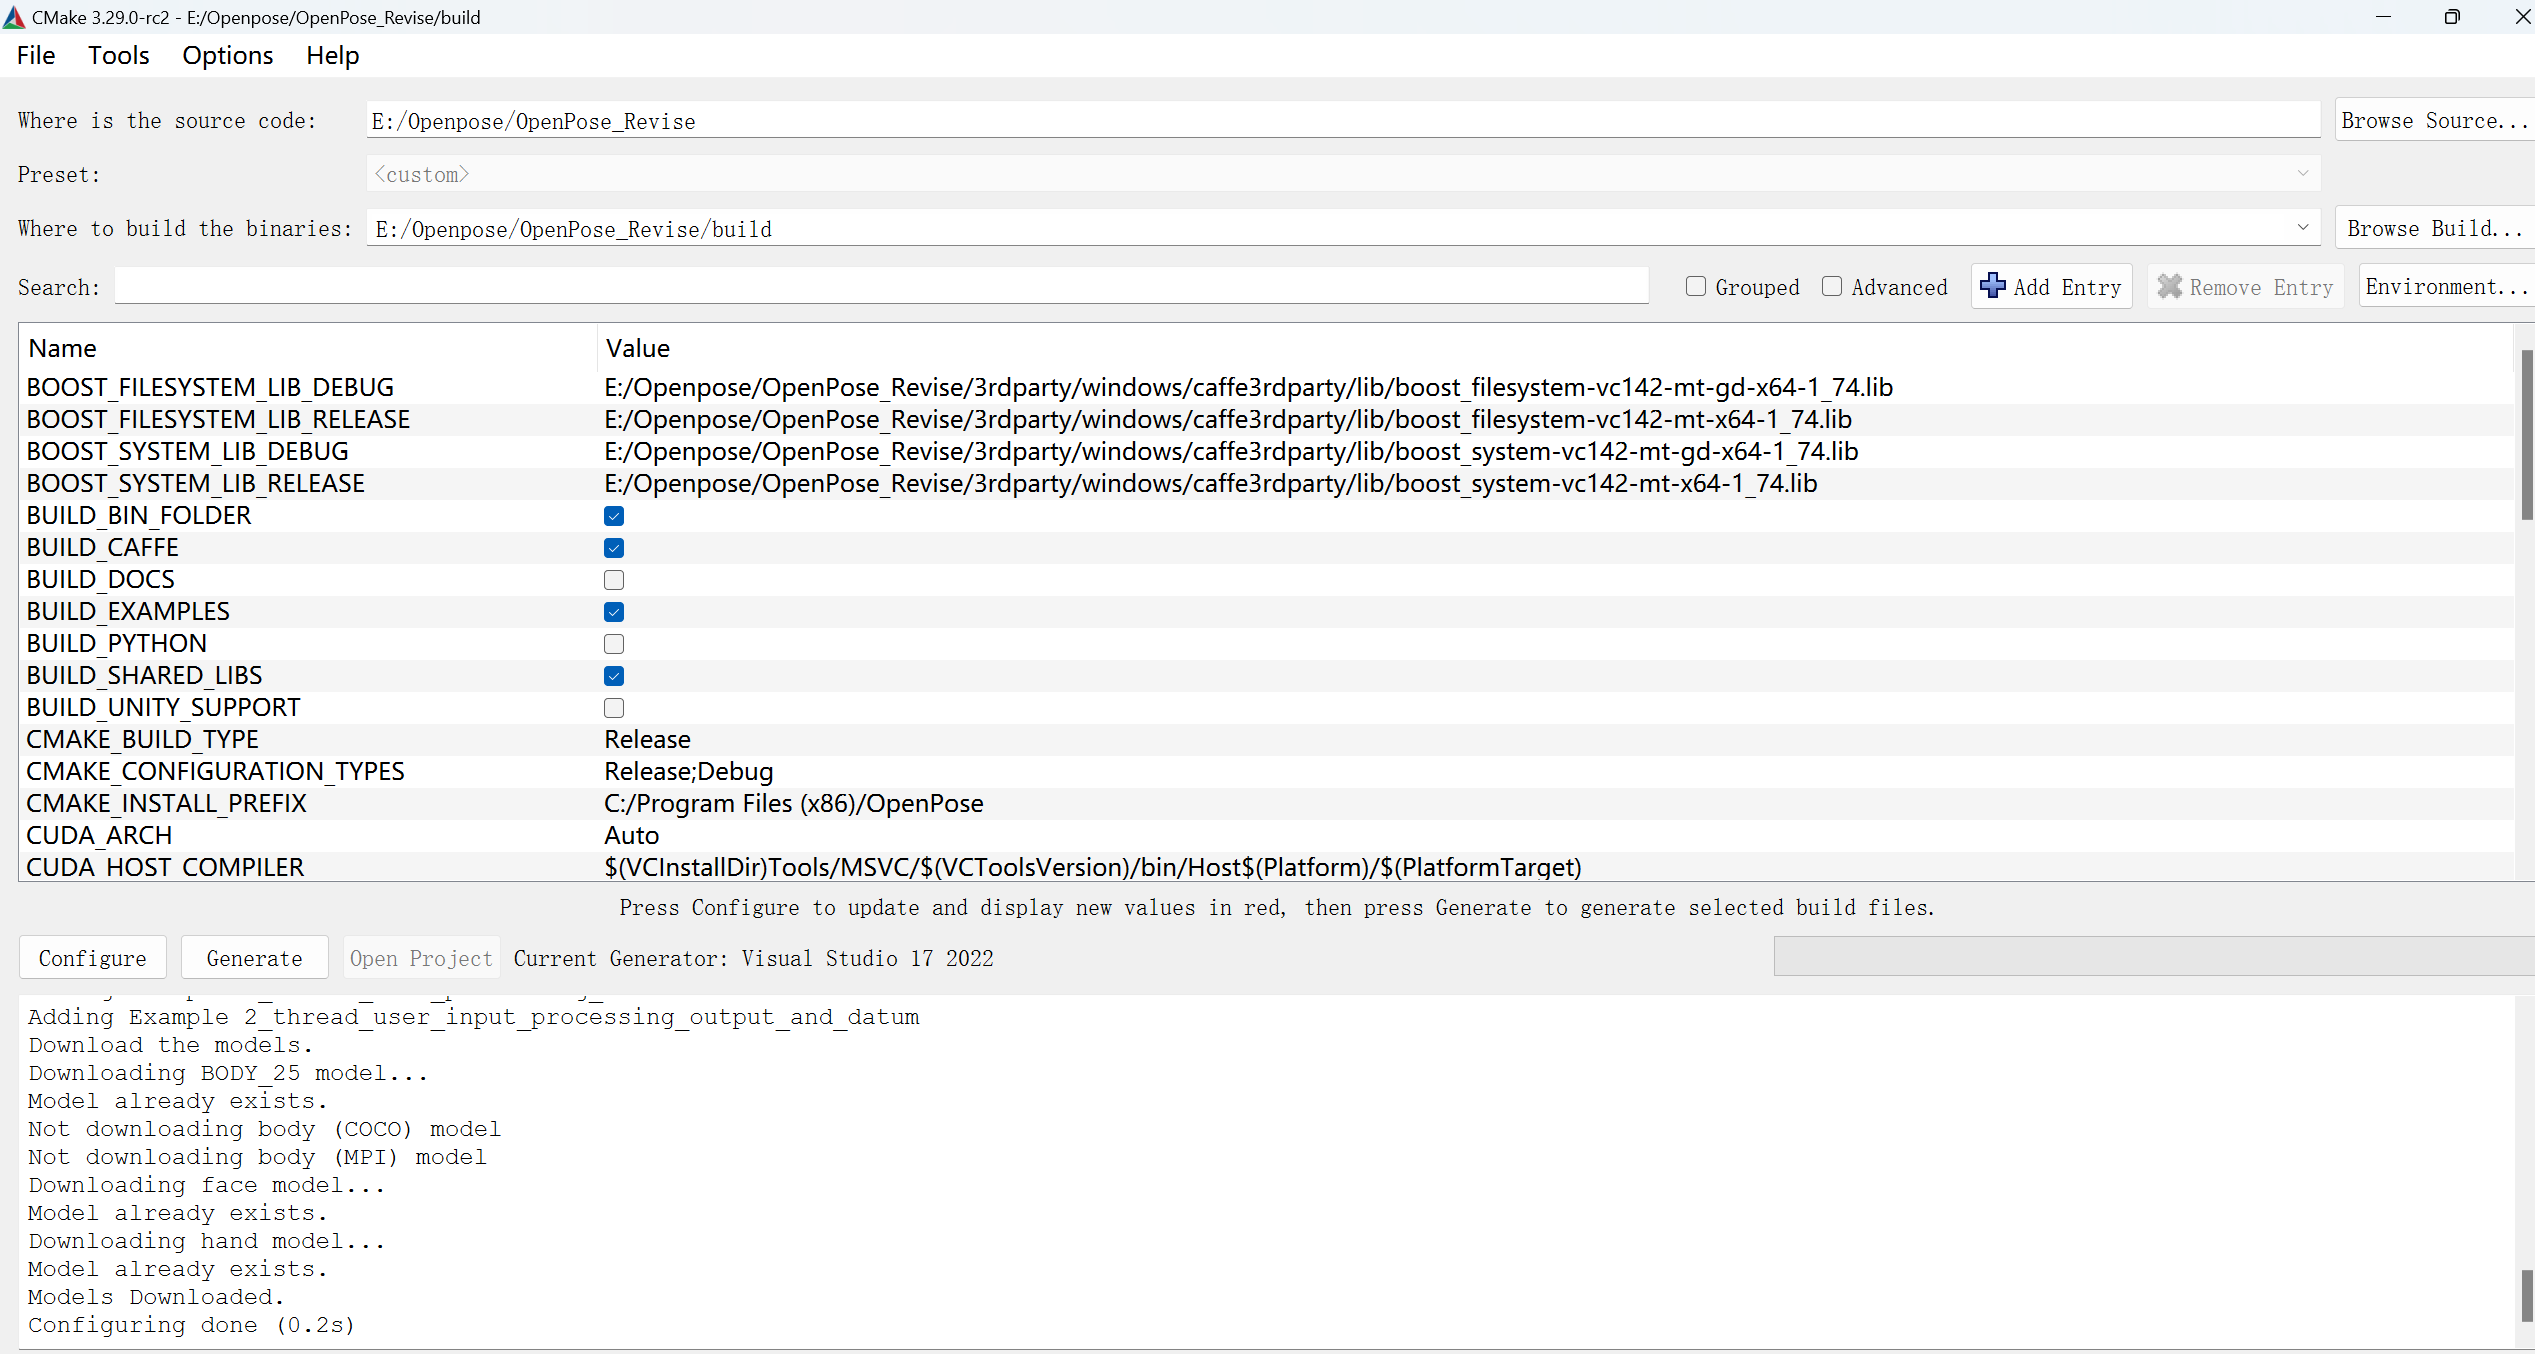 CMake 3.29.0-rc2 - E:/Openpose/OpenPose_Revise/build
File Tools Options Help
Where is the source code: E:/Openpose/OpenPose_Revise Browse Source...
Preset: <custom>
Where to build the binaries: E:/Openpose/OpenPose_Revise/build Browse Build...
Search: Grouped Advanced Add Entry Remove Entry Environment...
Name Value
BOOST_FILESYSTEM_LIB_DEBUG E:/Openpose/OpenPose_Revise/3rdparty/windows/caffe3rdparty/lib/boost_filesystem-vc142-mt-gd-x64-1_74.lib
BOOST_FILESYSTEM_LIB_RELEASE E:/Openpose/OpenPose_Revise/3rdparty/windows/caffe3rdparty/lib/boost_filesystem-vc142-mt-x64-1_74.lib
BOOST_SYSTEM_LIB_DEBUG E:/Openpose/OpenPose_Revise/3rdparty/windows/caffe3rdparty/lib/boost_system-vc142-mt-gd-x64-1_74.lib
BOOST_SYSTEM_LIB_RELEASE E:/Openpose/OpenPose_Revise/3rdparty/windows/caffe3rdparty/lib/boost_system-vc142-mt-x64-1_74.lib
BUILD_BIN_FOLDER
BUILD_CAFFE
BUILD_DOCS
BUILD_EXAMPLES
BUILD_PYTHON
BUILD_SHARED_LIBS
BUILD_UNITY_SUPPORT
CMAKE_BUILD_TYPE Release
CMAKE_CONFIGURATION_TYPES Release;Debug
CMAKE_INSTALL_PREFIX C:/Program Files (x86)/OpenPose
CUDA_ARCH Auto
CUDA_HOST_COMPILER $(VCInstallDir)Tools/MSVC/$(VCToolsVersion)/bin/Host$(Platform)/$(PlatformTarget)
Press Configure to update and display new values in red, then press Generate to generate selected build files.
Configure Generate Open Project Current Generator: Visual Studio 17 2022
Adding Example 2_thread_user_input_processing_output_and_datum
Download the models.
Downloading BODY_25 model...
Model already exists.
Not downloading body (COCO) model
Not downloading body (MPI) model
Downloading face model...
Model already exists.
Downloading hand model...
Model already exists.
Models Downloaded.
Configuring done (0.2s)